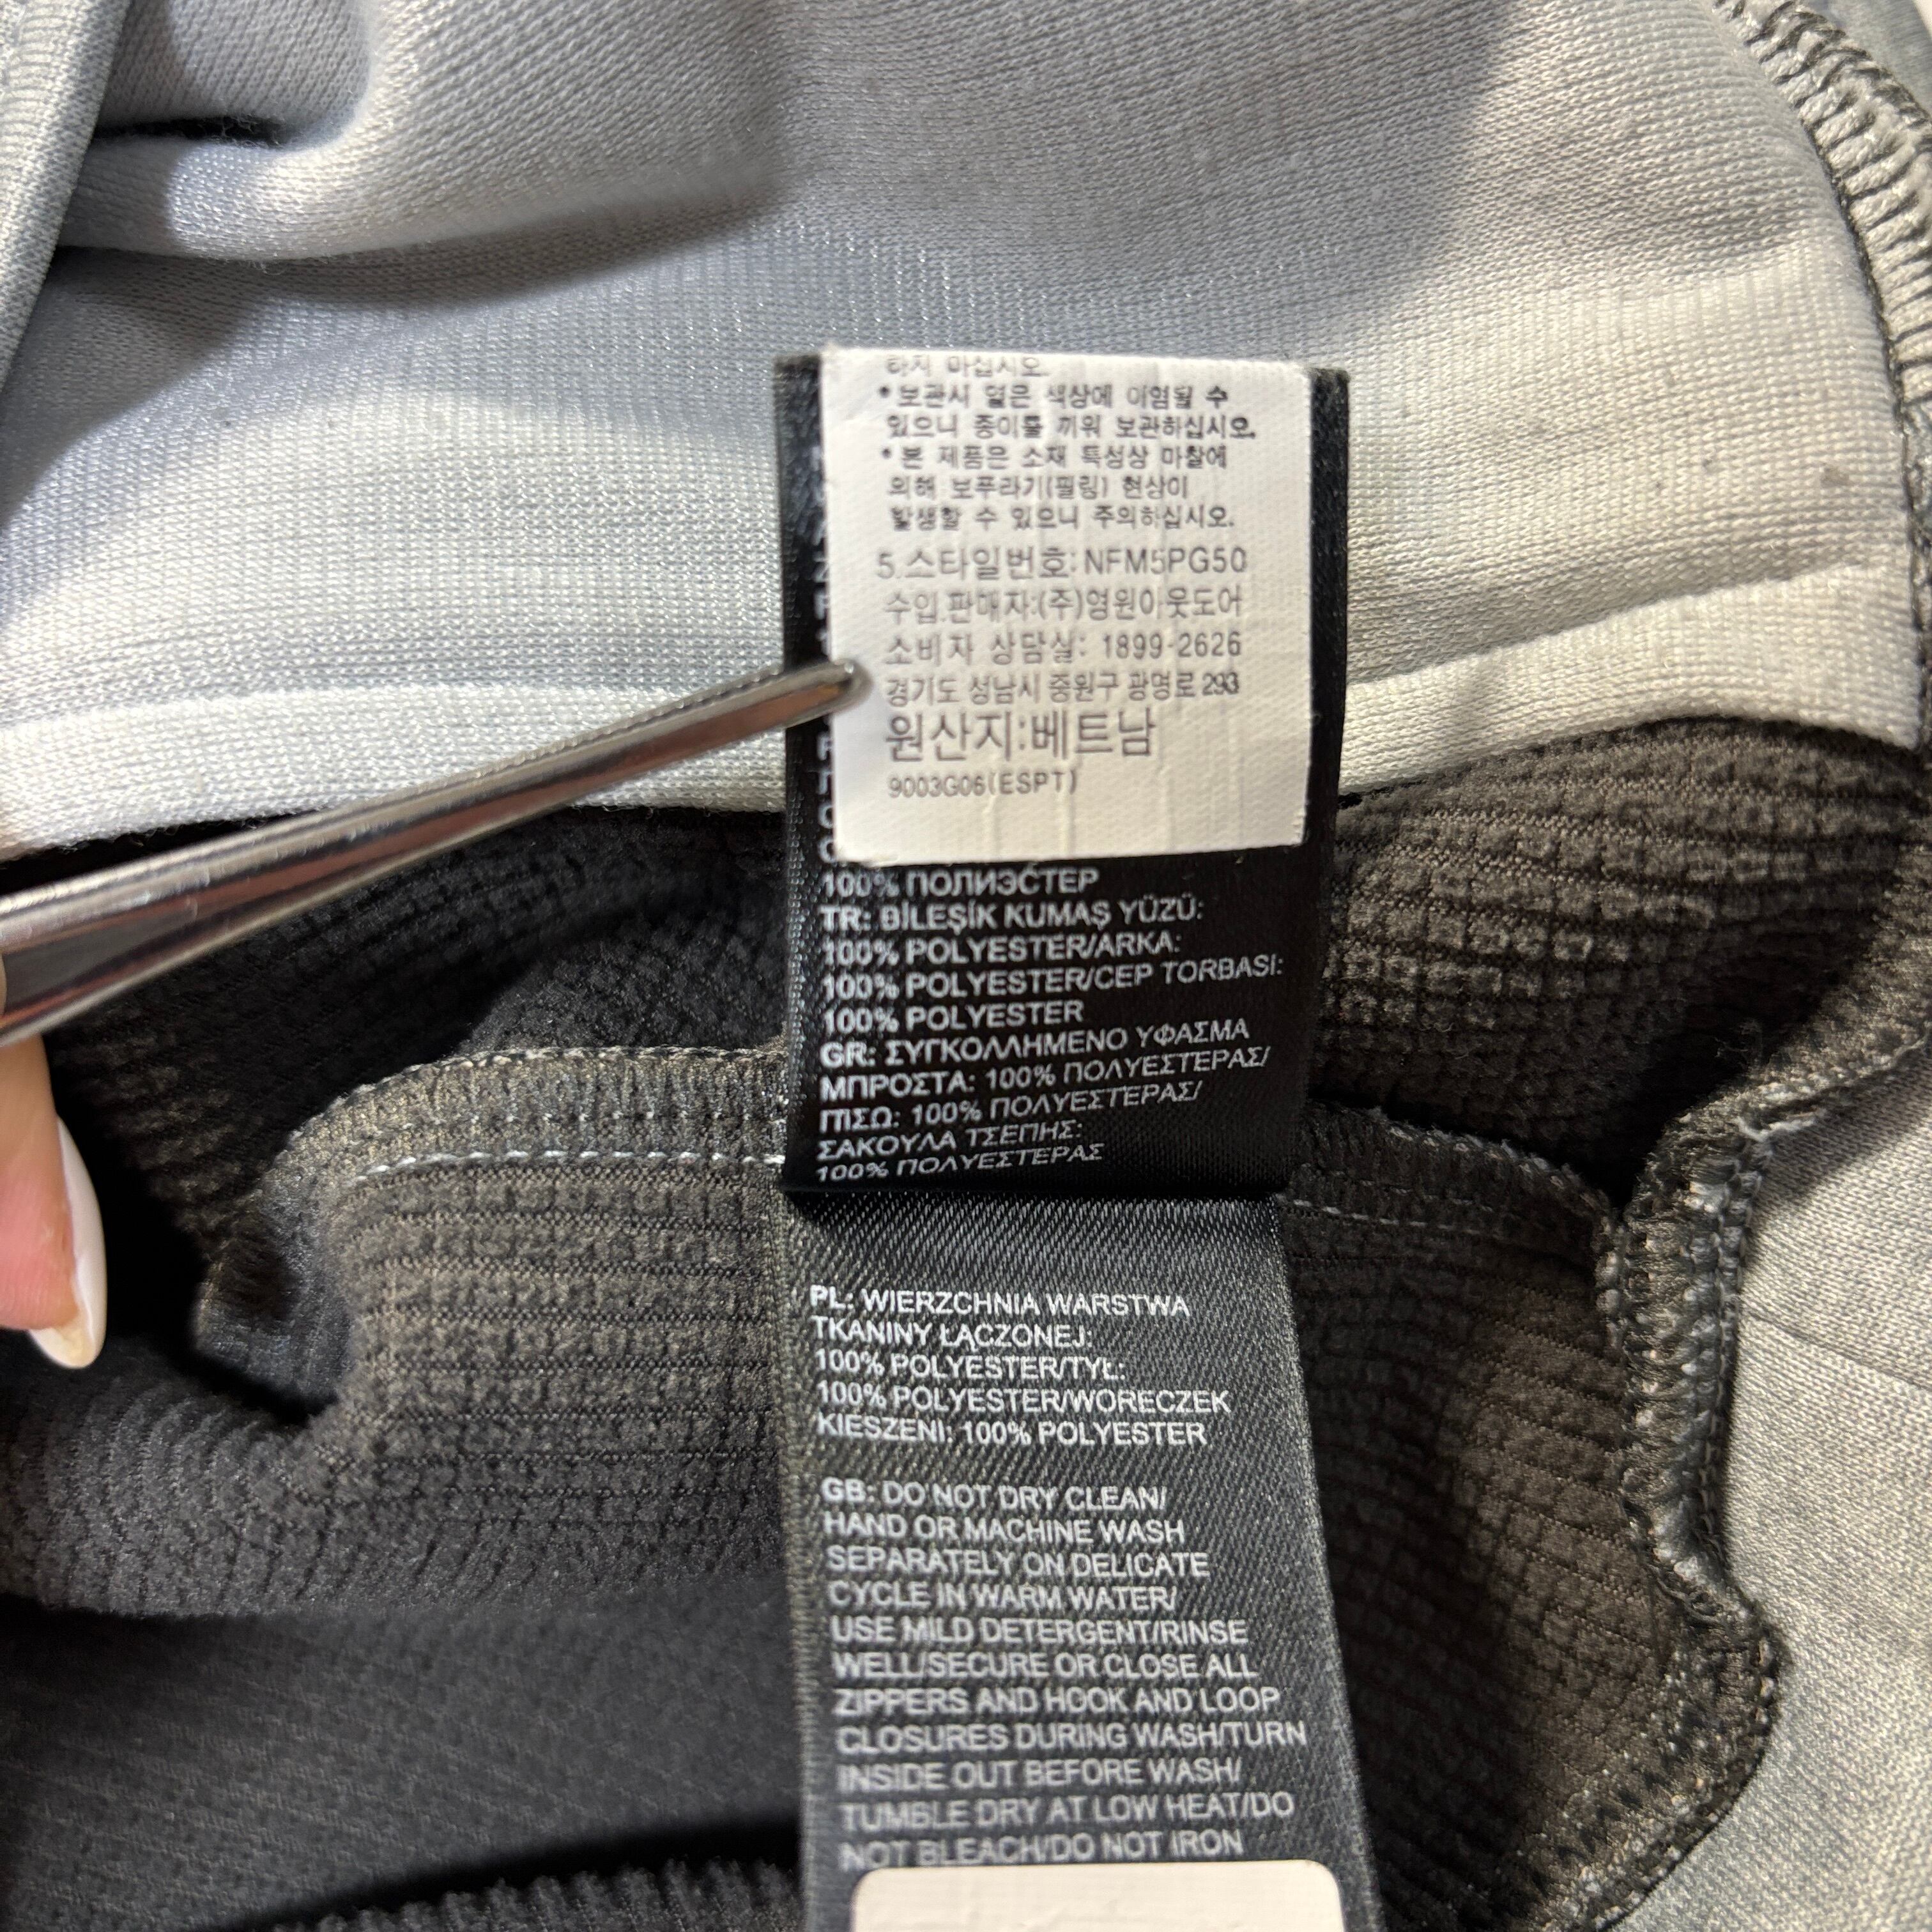 하지 마십시오.
• 보관시 옅은 색상에 이염될 수
있으니 종이를 끼워 보관하십시오.
• 본 제품은 소재 특성상 마찰에
의해 보푸라기(필링) 현상이
발생할 수 있으니 주의하십시오.
5.스타일번호: NFM5PG50
수입.판매자:(주)영원아웃도어
소비자 상담실: 1899-2626
경기도 성남시 중원구 광명로 293
원산지:베트남
9003G06(ESPT)
100% ПОЛИЭСТЕР
TR: BİLEŞİK KUMAŞ YÜZÜ:
100% POLYESTER/ARKA:
100% POLYESTER/CEP TORBASI:
100% POLYESTER
GR: ΣΥΓΚΟΛΛΗΜΕΝΟ ΥΦΑΣΜΑ
ΜΠΡΟΣΤΑ: 100% ΠΟΛΥΕΣΤΕΡΑΣ/
ΠΙΣΩ: 100% ΠΟΛΥΕΣΤΕΡΑΣ/
ΣΑΚΟΥΛΑ ΤΣΕΠΗΣ:
100% ΠΟΛΥΕΣΤΕΡΑΣ
PL: WIERZCHNIA WARSTWA
TKANINY ŁĄCZONEJ:
100% POLYESTER/TYŁ:
100% POLYESTER/WORECZEK
KIESZENI: 100% POLYESTER
GB: DO NOT DRY CLEAN/
HAND OR MACHINE WASH
SEPARATELY ON DELICATE
CYCLE IN WARM WATER/
USE MILD DETERGENT/RINSE
WELL/SECURE OR CLOSE ALL
ZIPPERS AND HOOK AND LOOP
CLOSURES DURING WASH/TURN
INSIDE OUT BEFORE WASH/
TUMBLE DRY AT LOW HEAT/DO
NOT BLEACH/DO NOT IRON